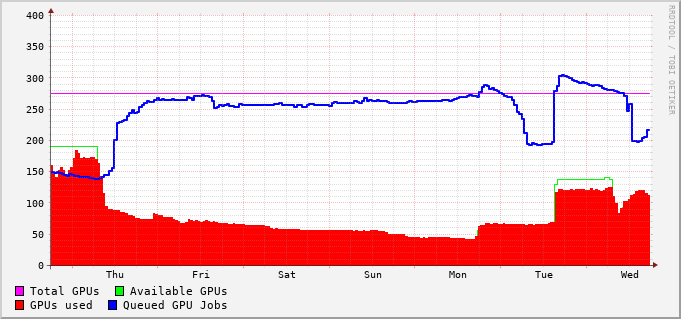 400
350
300
250
200
150
100
50
0
Thu Fri Sat Sun Mon Tue Wed
Total GPUs Available GPUs
GPUs used Queued GPU Jobs
RRDTOOL / TOBI OETIKER